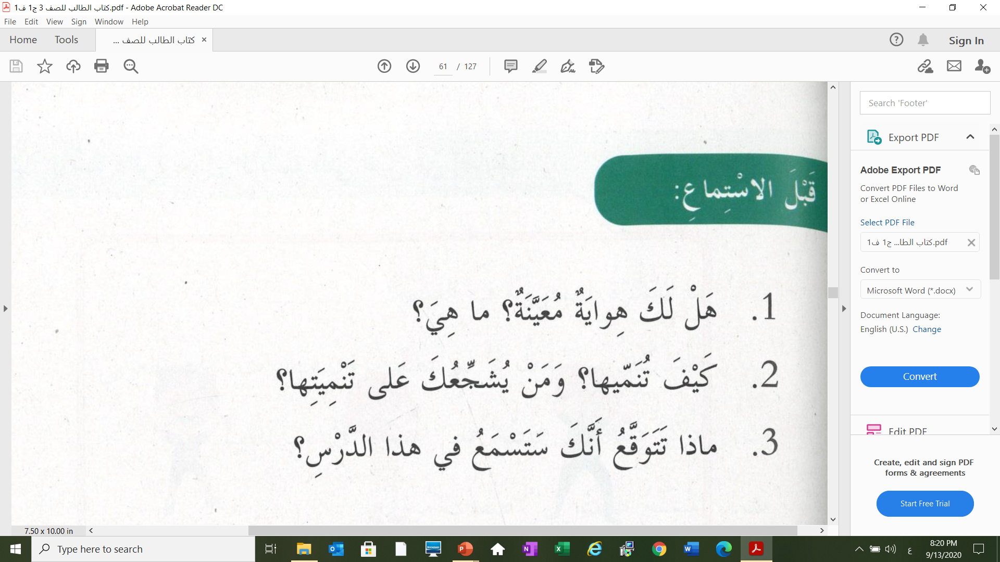 كتاب الطالب للصف 3 ج1 ف1.pdf - Adobe Acrobat Reader DC
File Edit View Sign Window Help
Home Tools كتاب الطالب للصف ... × Sign In
61 / 127
قَبْلَ الاسْتِماعِ:
1. هَلْ لَكَ هِوايَةٌ مُعَيَّنَةٌ؟ ما هِيَ؟
2. كَيْفَ تُنَمّيها؟ وَمَنْ يُشَجِّعُكَ عَلى تَنْمِيَتِها؟
3. ماذا تَتَوَقَّعُ أَنَّكَ سَتَسْمَعُ في هذا الدَّرْسِ؟
Search 'Footer'
Export PDF
Adobe Export PDF
Convert PDF Files to Word
or Excel Online
Select PDF File
كتاب الطا... ج1 ف1.pdf
Convert to
Microsoft Word (*.docx)
Document Language:
English (U.S.) Change
Convert
Edit PDF
Create, edit and sign PDF
forms & agreements
Start Free Trial
7.50 x 10.00 in
Type here to search
ع
8:20 PM
9/13/2020